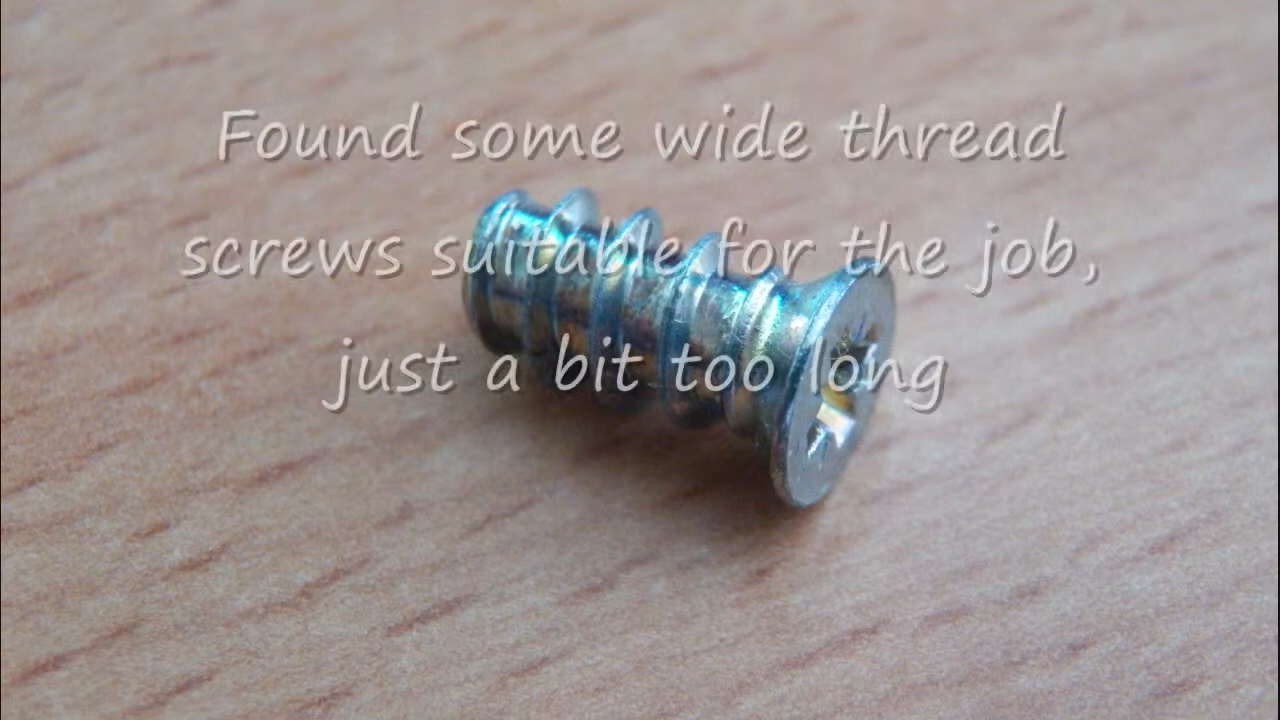 Found some wide thread
screws suitable for the job,
just a bit too long